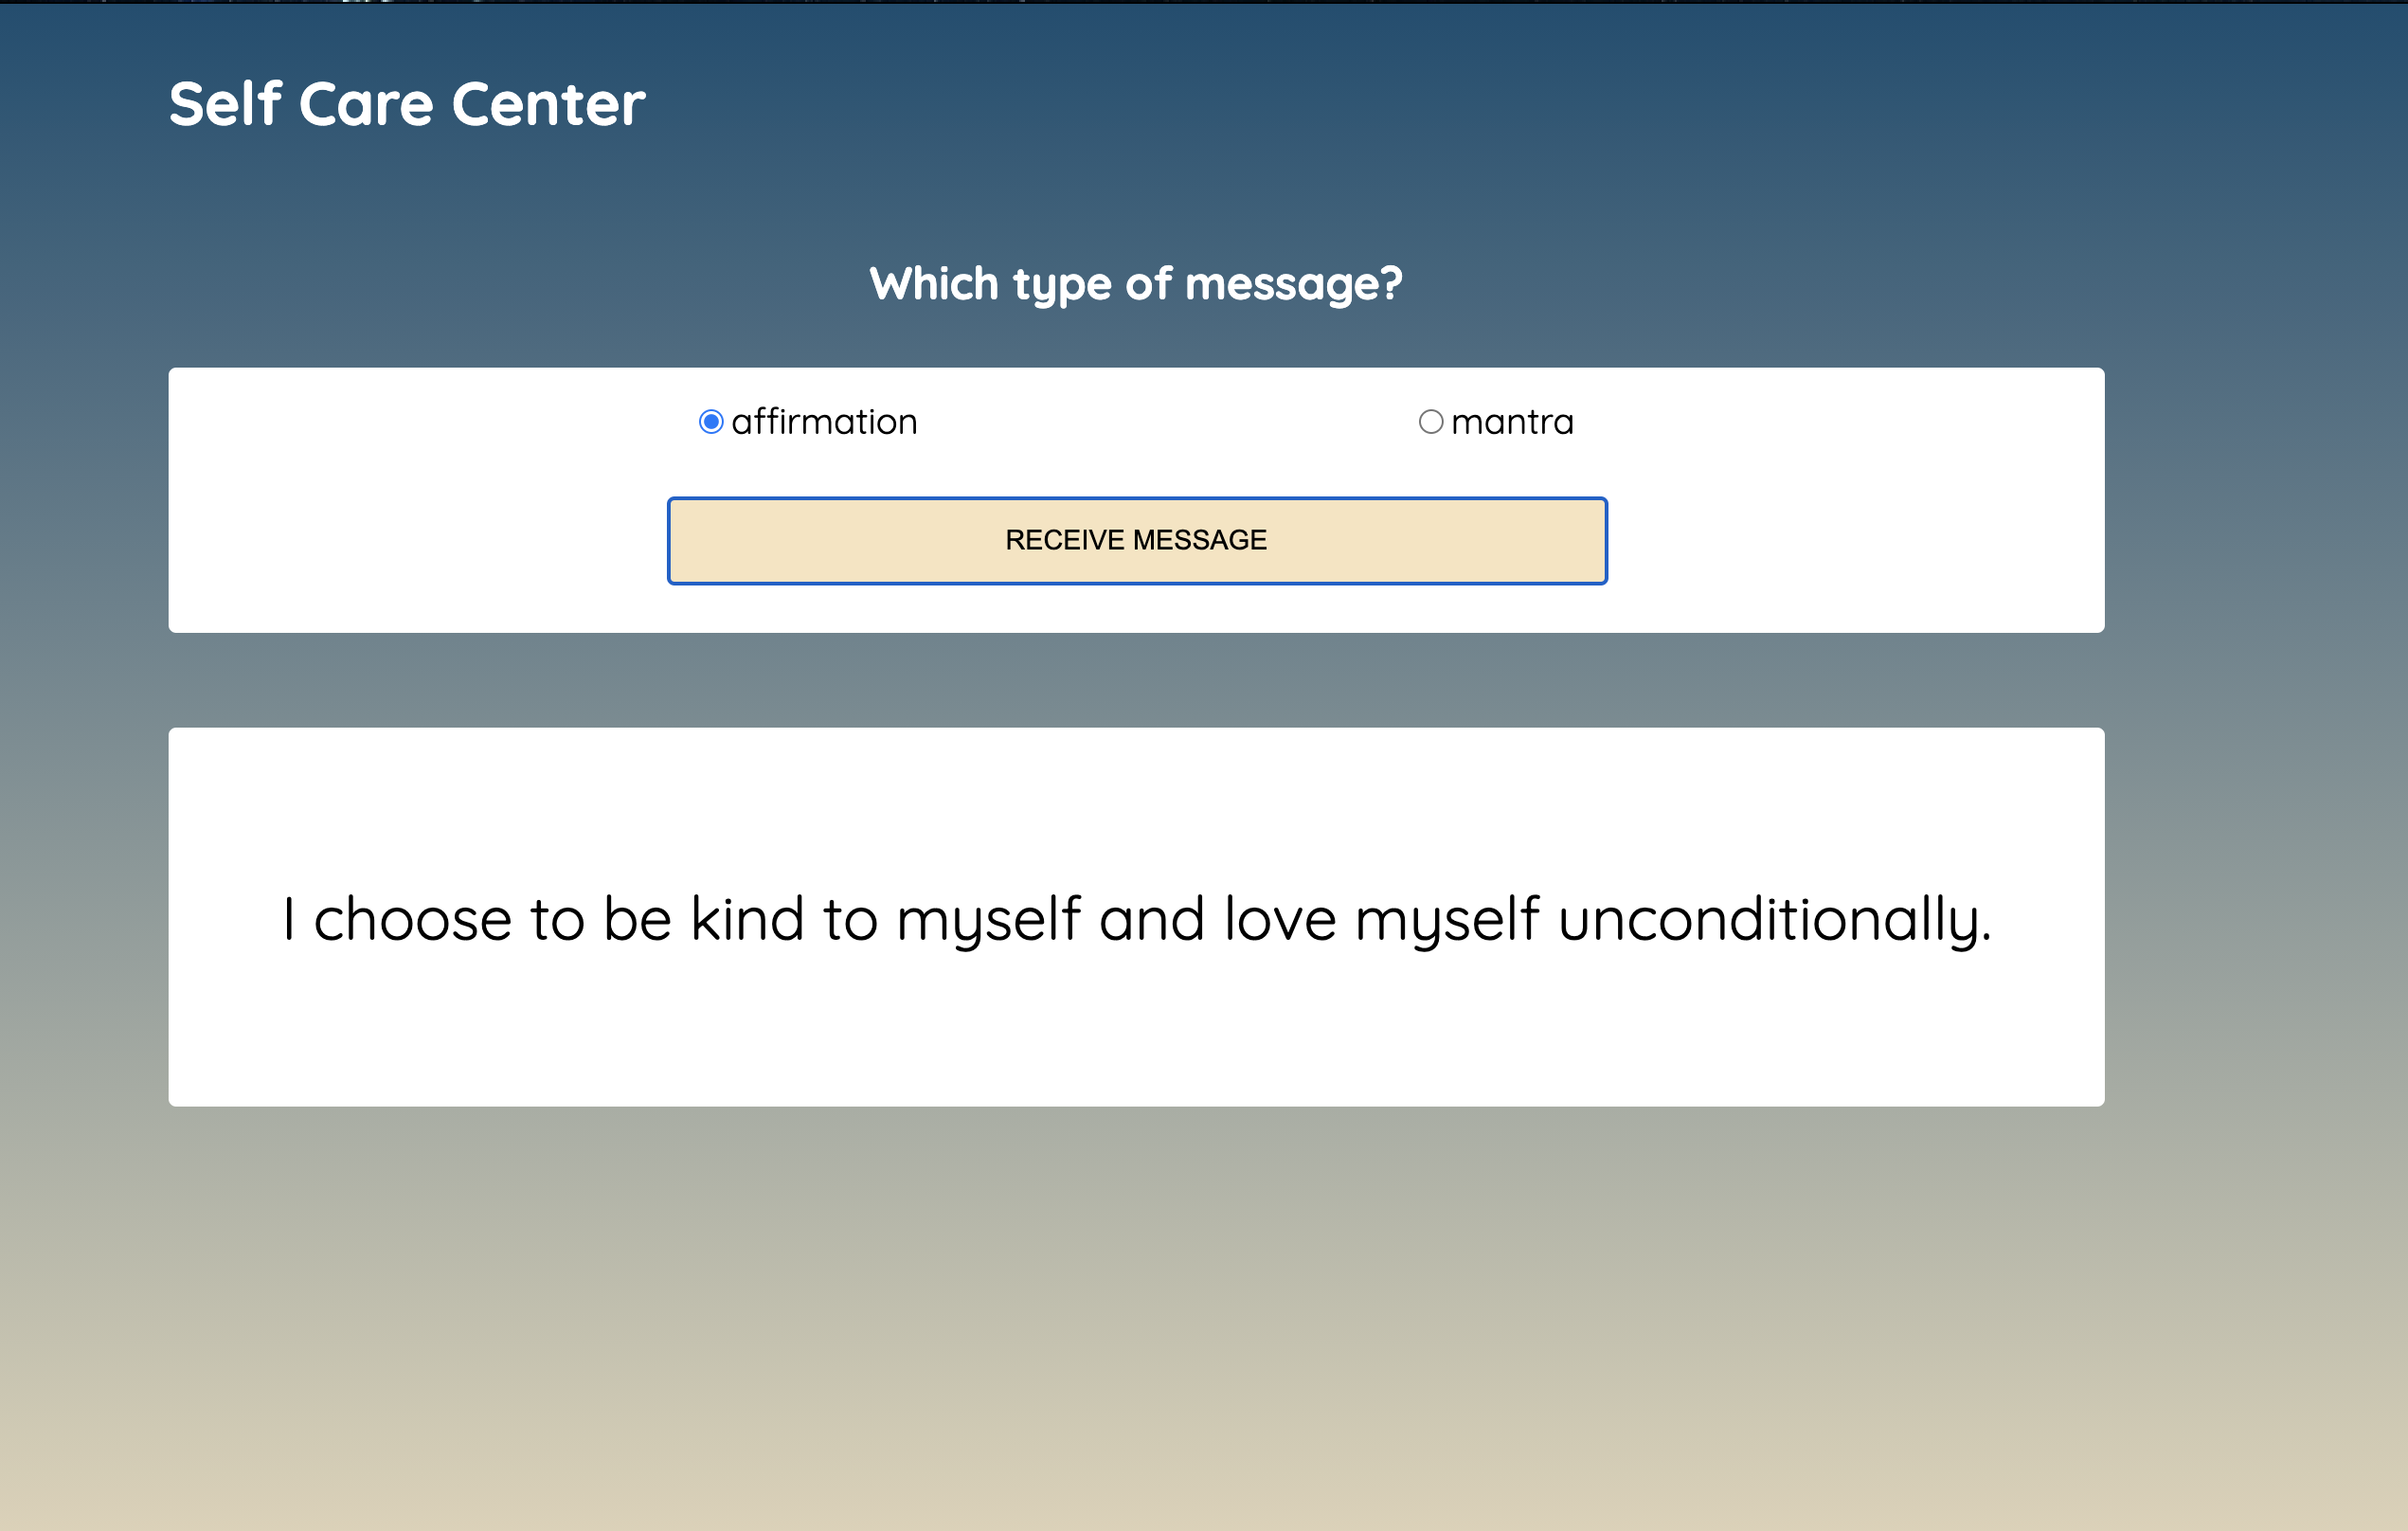 Self Care Center
Which type of message?
affirmation
mantra
RECEIVE MESSAGE
I choose to be kind to myself and love myself unconditionally.